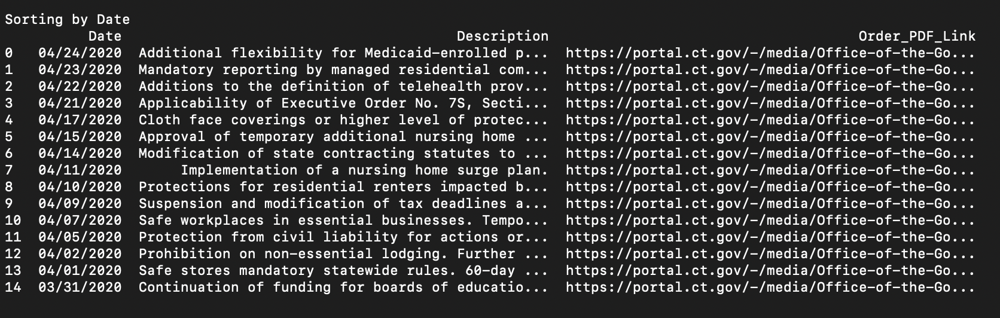 Sorting by Date
Date Description Order_PDF_Link
0 04/24/2020 Additional flexibility for Medicaid-enrolled p... https://portal.ct.gov/-/media/Office-of-the-Go...
1 04/23/2020 Mandatory reporting by managed residential com... https://portal.ct.gov/-/media/Office-of-the-Go...
2 04/22/2020 Additions to the definition of telehealth prov... https://portal.ct.gov/-/media/Office-of-the-Go...
3 04/21/2020 Applicability of Executive Order No. 7S, Secti... https://portal.ct.gov/-/media/Office-of-the-Go...
4 04/17/2020 Cloth face coverings or higher level of protec... https://portal.ct.gov/-/media/Office-of-the-Go...
5 04/15/2020 Approval of temporary additional nursing home ... https://portal.ct.gov/-/media/Office-of-the-Go...
6 04/14/2020 Modification of state contracting statutes to ... https://portal.ct.gov/-/media/Office-of-the-Go...
7 04/11/2020 Implementation of a nursing home surge plan. https://portal.ct.gov/-/media/Office-of-the-Go...
8 04/10/2020 Protections for residential renters impacted b... https://portal.ct.gov/-/media/Office-of-the-Go...
9 04/09/2020 Suspension and modification of tax deadlines a... https://portal.ct.gov/-/media/Office-of-the-Go...
10 04/07/2020 Safe workplaces in essential businesses. Tempo... https://portal.ct.gov/-/media/Office-of-the-Go...
11 04/05/2020 Protection from civil liability for actions or... https://portal.ct.gov/-/media/Office-of-the-Go...
12 04/02/2020 Prohibition on non-essential lodging. Further ... https://portal.ct.gov/-/media/Office-of-the-Go...
13 04/01/2020 Safe stores mandatory statewide rules. 60-day ... https://portal.ct.gov/-/media/Office-of-the-Go...
14 03/31/2020 Continuation of funding for boards of educatio... https://portal.ct.gov/-/media/Office-of-the-Go...